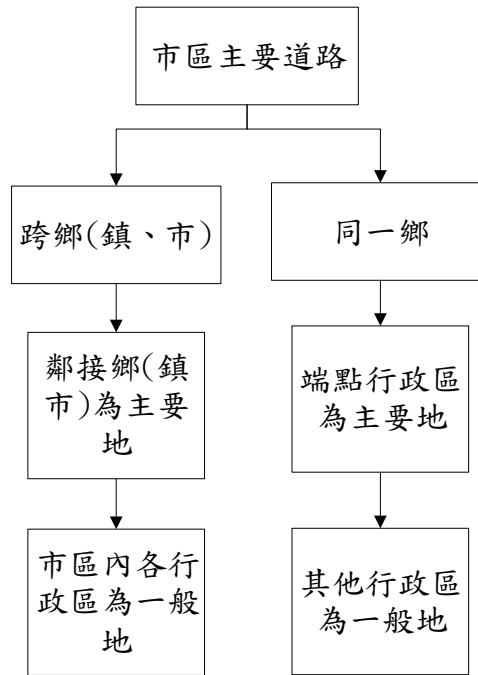 市區主要道路
跨鄉(鎮、市)
同一鄉
鄰接鄉(鎮
市)為主要
地
端點行政區
為主要地
市區內各行
政區為一般
地
其他行政區
為一般地